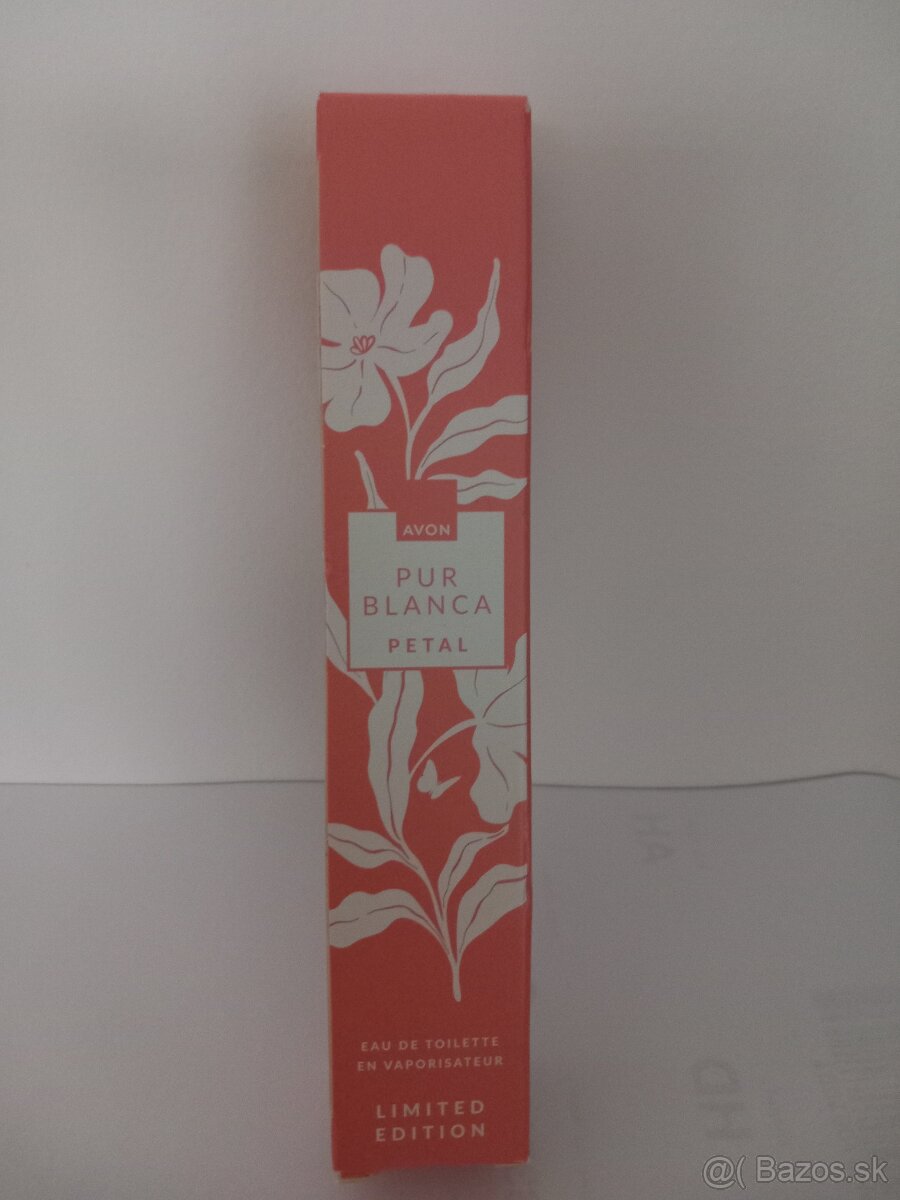 AVON
PUR
BLANCA
PETAL
EAU DE TOILETTE
EN VAPORISATEUR
LIMITED
EDITION
@( Bazos.sk